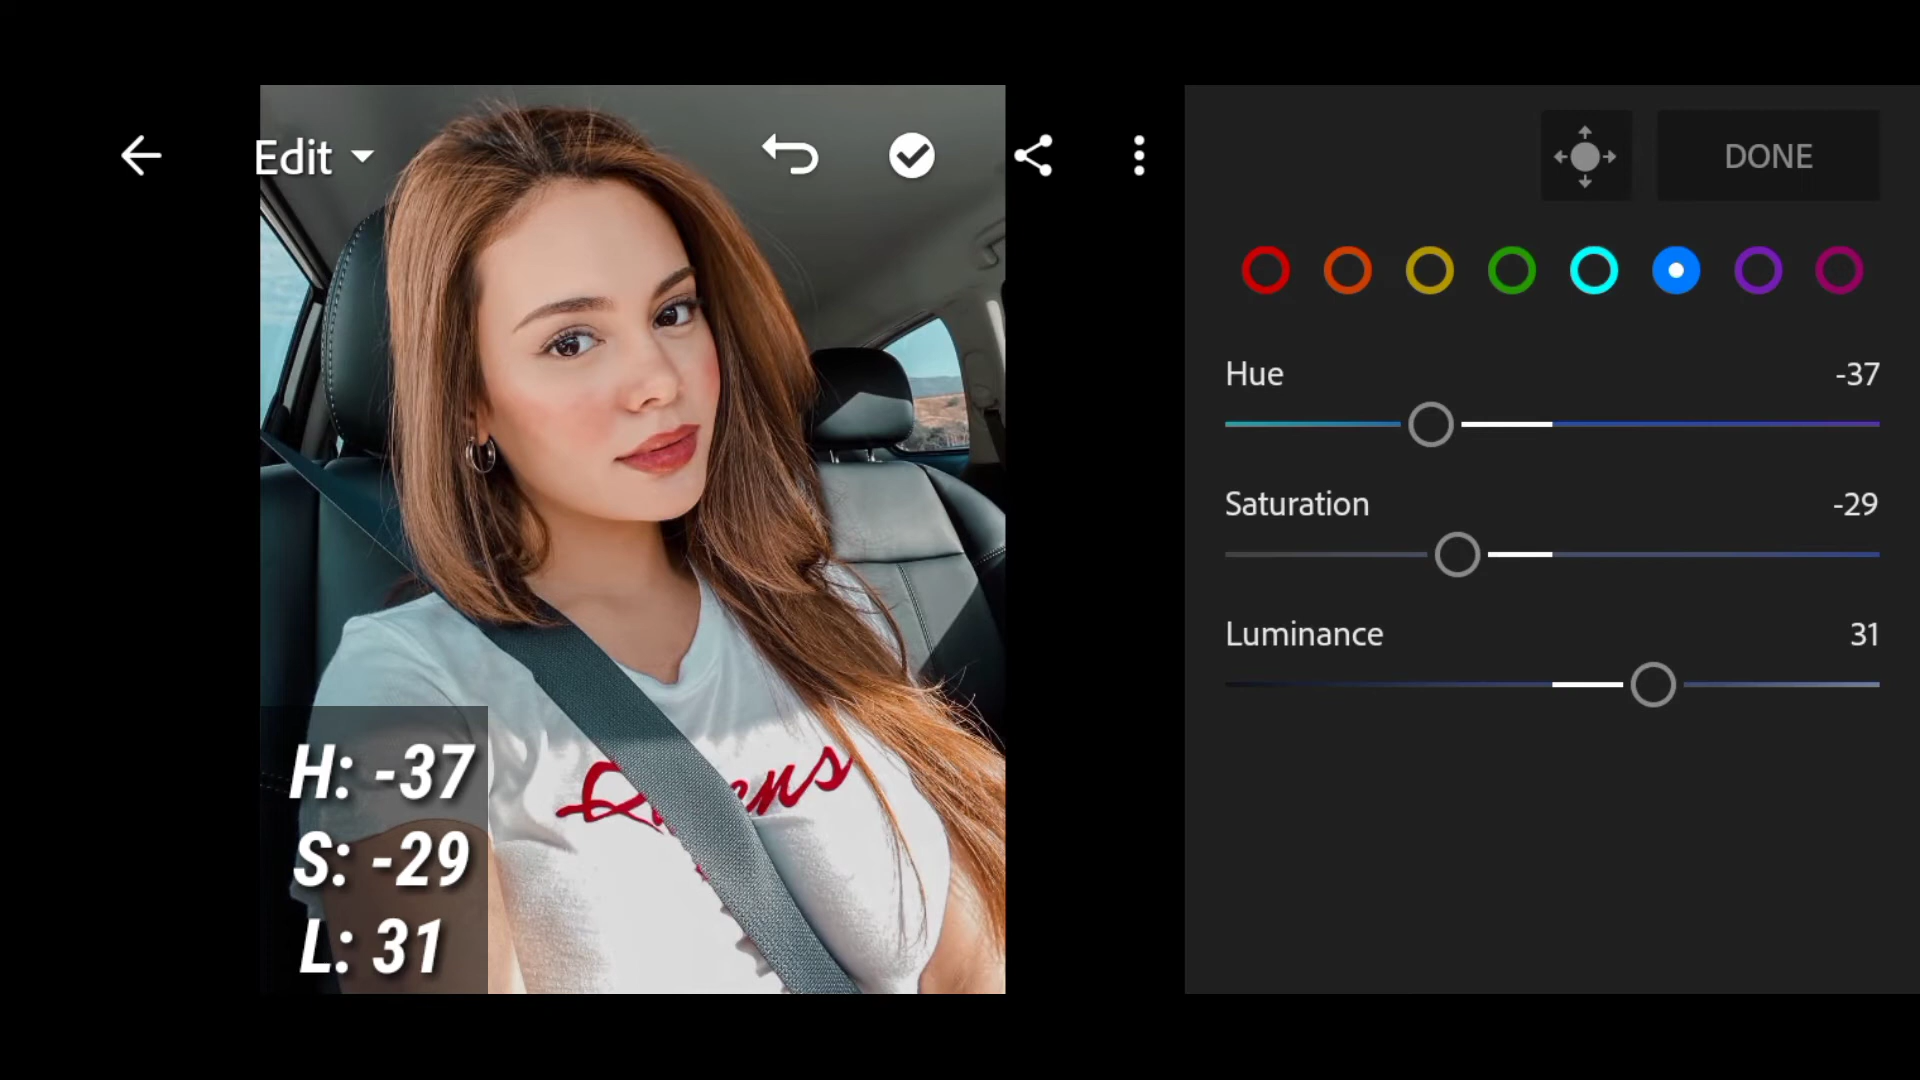 Edit
DONE
Hue -37
Saturation -29
Luminance 31
H: -37
S: -29
L: 31